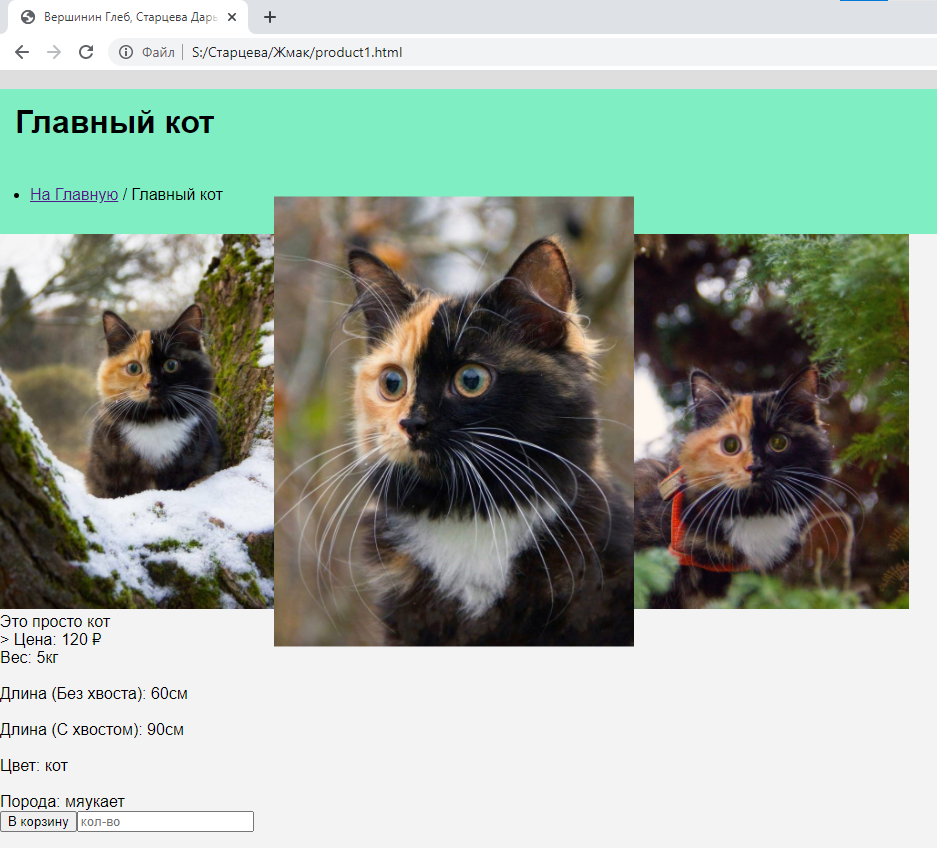 Вершинин Глеб, Старцева Дарь
Файл
S:/Старцева/Жмак/product1.html
Главный кот
• На Главную / Главный кот
Это просто кот
> Цена: 120 ₽
Вес: 5кг
Длина (Без хвоста): 60см
Длина (С хвостом): 90см
Цвет: кот
Порода: мяукает
В корзину кол-во